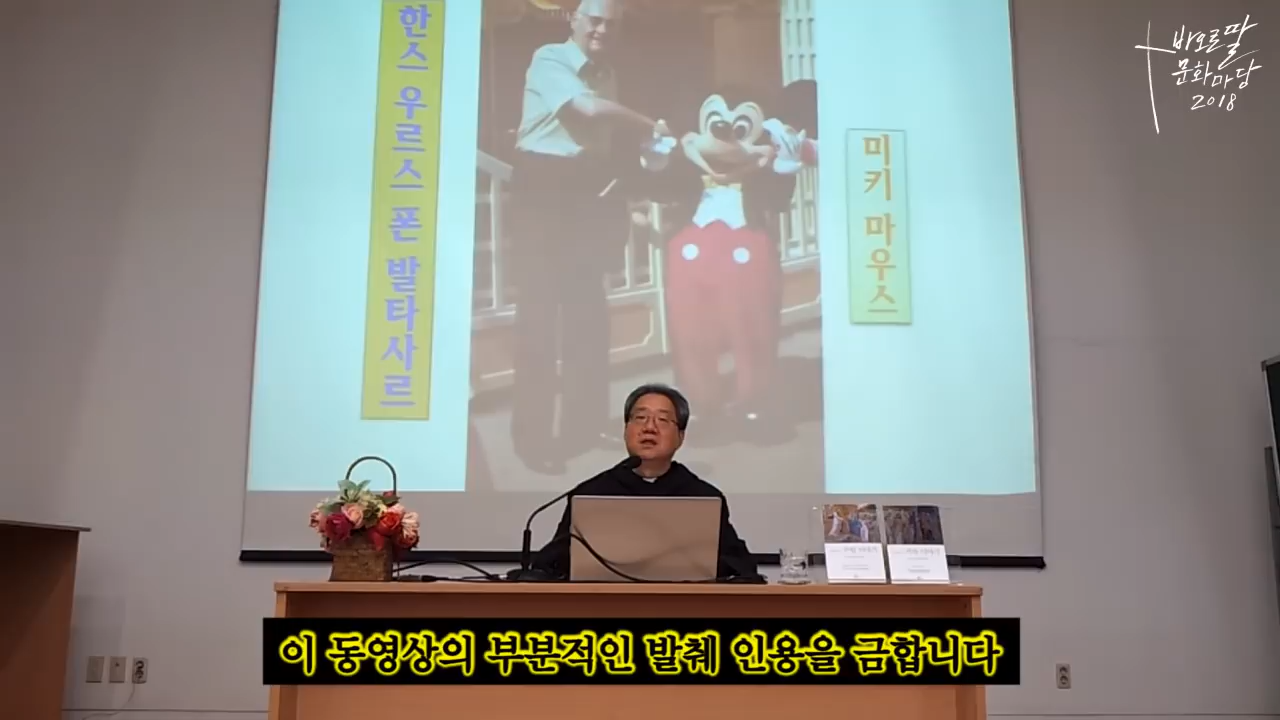 한스 우르스 폰 발타사르
미키 마우스
바오로딸
문화마당
2018
이 동영상의 부분적인 발췌 인용을 금합니다